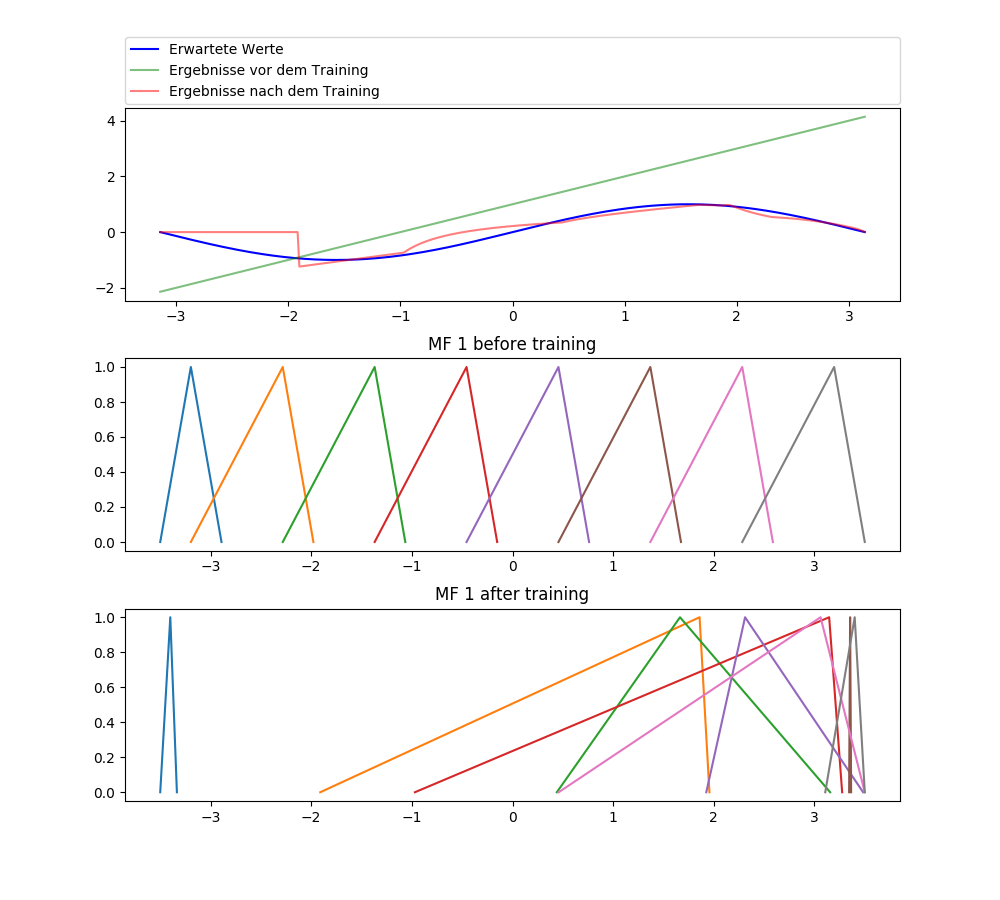 Erwartete Werte
Ergebnisse vor dem Training
Ergebnisse nach dem Training
4
2
0
−2
−3 −2 −1 0 1 2 3
MF 1 before training
1.0
0.8
0.6
0.4
0.2
0.0
−3 −2 −1 0 1 2 3
MF 1 after training
1.0
0.8
0.6
0.4
0.2
0.0
−3 −2 −1 0 1 2 3